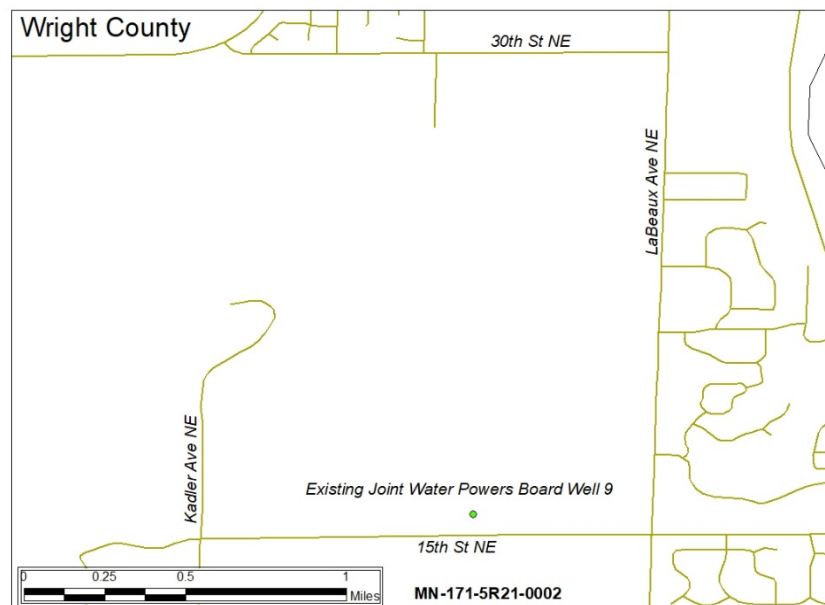 Wright County
30th St NE
LaBeaux Ave NE
Kadler Ave NE
Existing Joint Water Powers Board Well 9
15th St NE
0 0.25 0.5 1
Miles
MN-171-5R21-0002